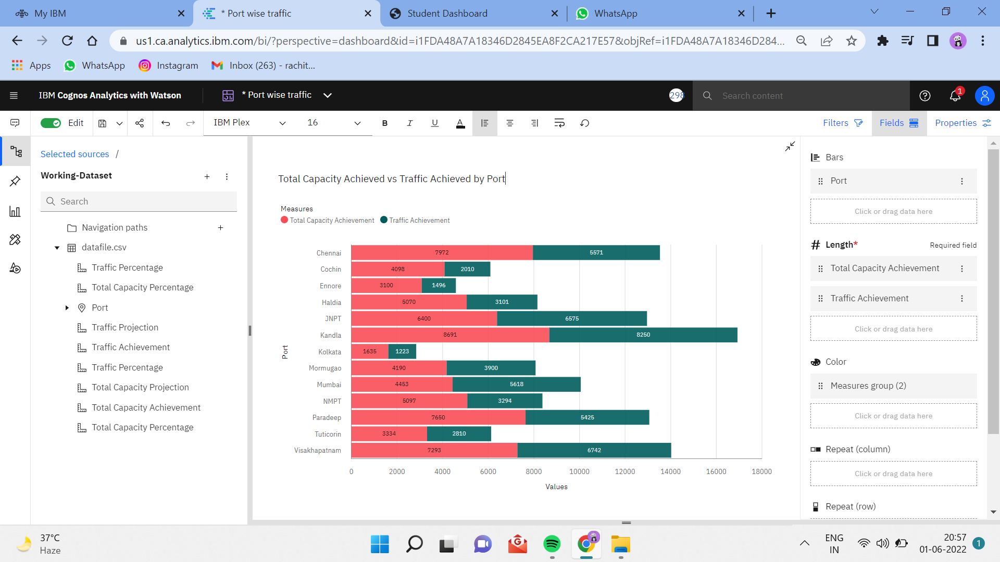 My IBM
* Port wise traffic
Student Dashboard
WhatsApp
us1.ca.analytics.ibm.com/bi/?perspective=dashboard&id=i1FDA48A7A18346D2845EA8F2CA217E57&objRef=i1FDA48A7A18346D284...
Apps
WhatsApp
Instagram
Inbox (263) - rachit...
IBM Cognos Analytics with Watson
* Port wise traffic
298
Search content
1
Edit
IBM Plex
16
B
I
U
A
Filters
Fields
Properties
Selected sources /
Working-Dataset
Search
Navigation paths
datafile.csv
Traffic Percentage
Total Capacity Percentage
Port
Traffic Projection
Traffic Achievement
Traffic Percentage
Total Capacity Projection
Total Capacity Achievement
Total Capacity Percentage
Total Capacity Achieved vs Traffic Achieved by Port
Measures
Total Capacity Achievement
Traffic Achievement
Port
Chennai 7972 5571
Cochin 4098 2010
Ennore 3100 1496
Haldia 5070 3101
JNPT 6400 6575
Kandla 8691 8250
Kolkata 1635 1223
Mormugao 4190 3900
Mumbai 4453 5618
NMPT 5097 3294
Paradeep 7650 5425
Tuticorin 3334 2810
Visakhapatnam 7293 6742
0 2000 4000 6000 8000 10000 12000 14000 16000 18000
Values
Bars
Port
Click or drag data here
# Length* Required field
Total Capacity Achievement
Traffic Achievement
Click or drag data here
Color
Measures group (2)
Click or drag data here
Repeat (column)
Click or drag data here
Repeat (row)
37°C
Haze
ENG
IN
20:57
01-06-2022
1